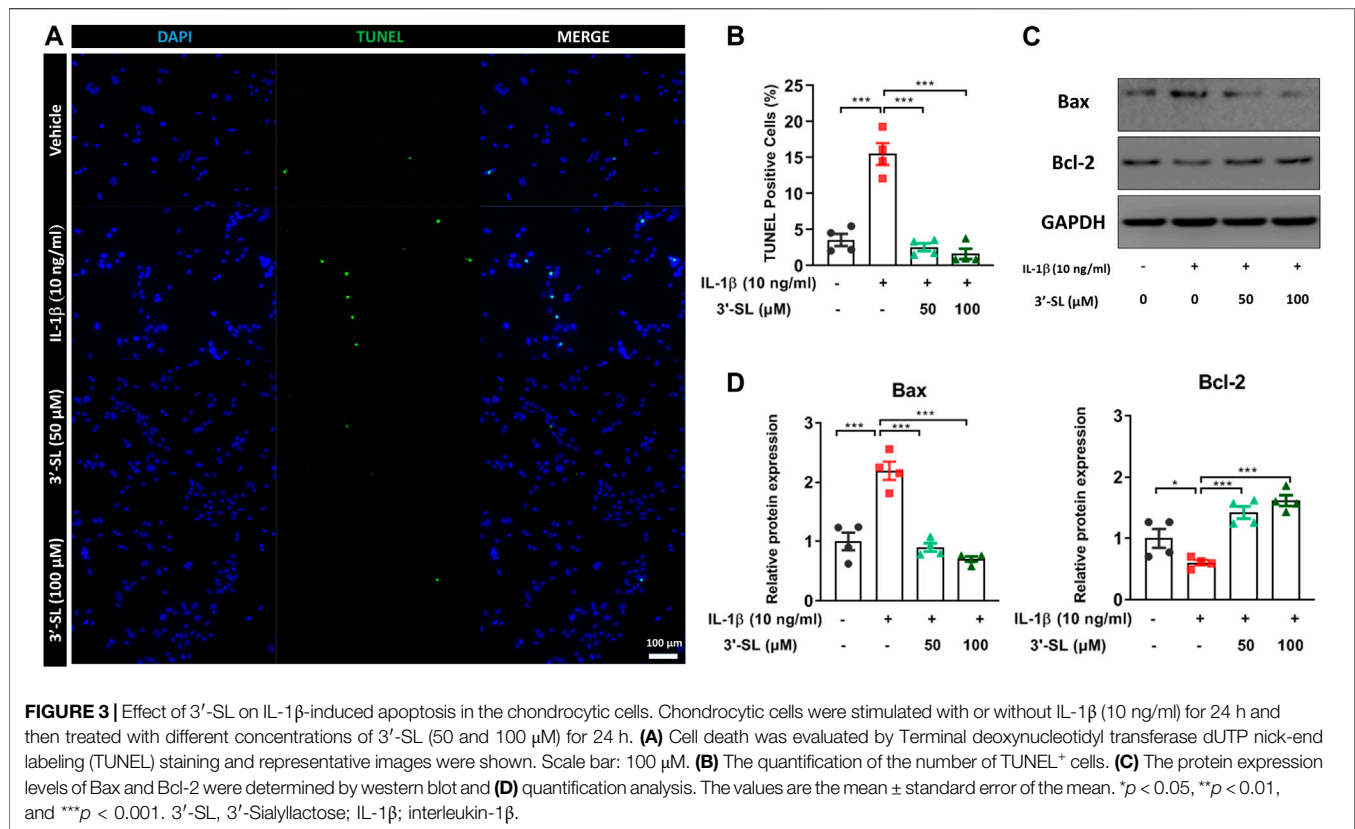 A
DAPI TUNEL MERGE
Vehicle
IL-1β (10 ng/ml)
3'-SL (50 μM)
3'-SL (100 μM)
100 μm
B
TUNEL Positive Cells (%)
25
20
15
10
5
0
*** *** ***
IL-1β (10 ng/ml) - + + +
3'-SL (μM) - - 50 100
C
Bax
Bcl-2
GAPDH
IL-1β (10 ng/ml) - + + +
3'-SL (μM) 0 0 50 100
D
Bax
Relative protein expression
3
2
1
0
*** *** ***
IL-1β (10 ng/ml) - + + +
3'-SL (μM) - - 50 100
Bcl-2
Relative protein expression
3
2
1
0
* *** ***
IL-1β (10 ng/ml) - + + +
3'-SL (μM) - - 50 100
FIGURE 3 | Effect of 3′-SL on IL-1β-induced apoptosis in the chondrocytic cells. Chondrocytic cells were stimulated with or without IL-1β (10 ng/ml) for 24 h and
then treated with different concentrations of 3′-SL (50 and 100 μM) for 24 h. (A) Cell death was evaluated by Terminal deoxynucleotidyl transferase dUTP nick-end
labeling (TUNEL) staining and representative images were shown. Scale bar: 100 μM. (B) The quantification of the number of TUNEL⁺ cells. (C) The protein expression
levels of Bax and Bcl-2 were determined by western blot and (D) quantification analysis. The values are the mean ± standard error of the mean. *p < 0.05, **p < 0.01,
and ***p < 0.001. 3′-SL, 3′-Sialyllactose; IL-1β; interleukin-1β.